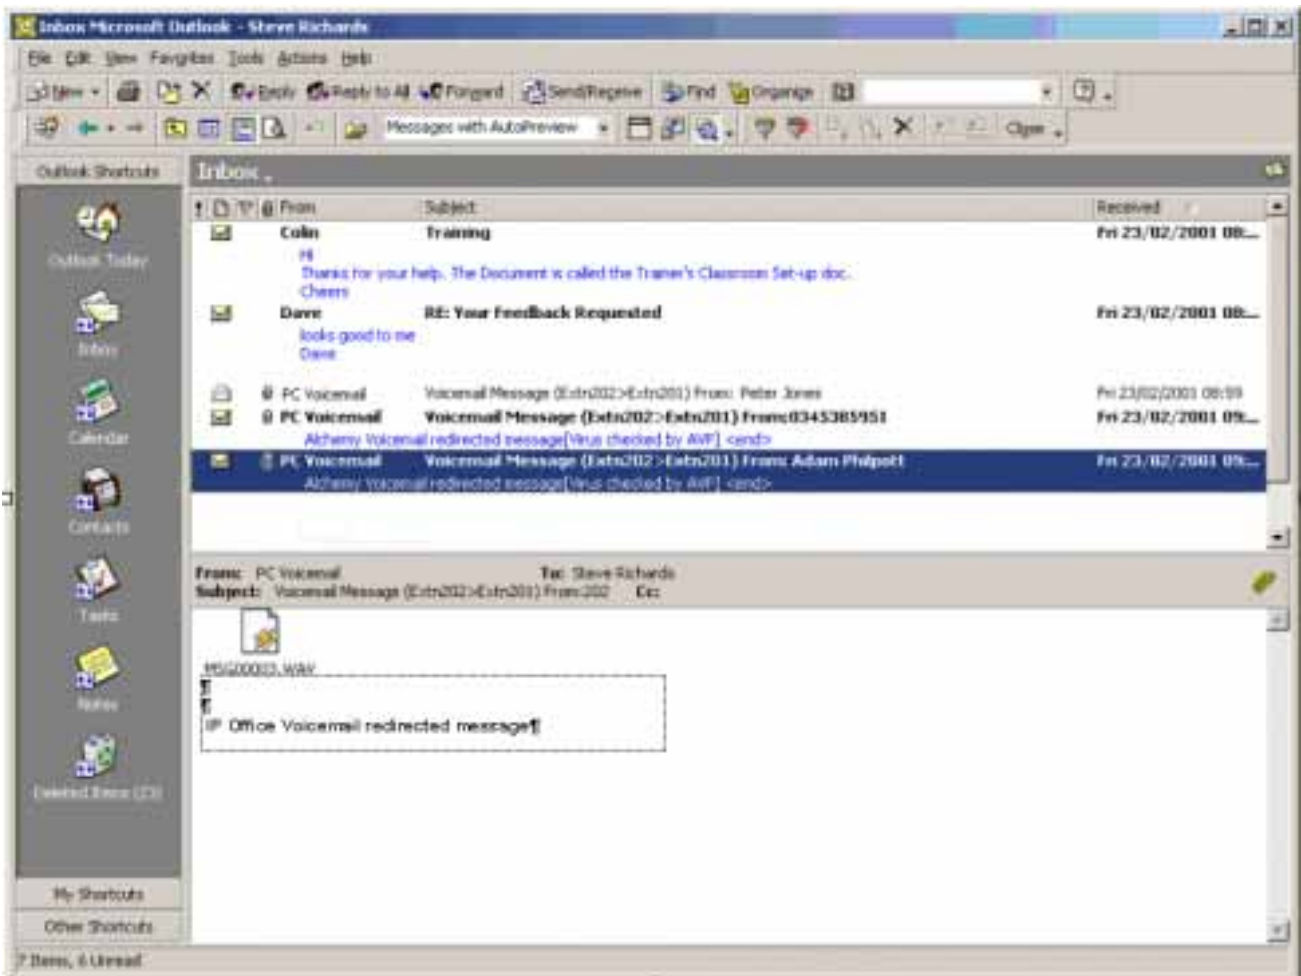 Inbox Microsoft Outlook - Steve Richards
File Edit View Favorites Tools Actions Help
New Reply Reply to All Forward Send/Receive Find Organize
Messages with AutoPreview Close
Outlook Shortcuts
Inbox
From Subject Received
Colin Training Fri 23/02/2001 08:...
Hi
Thanks for your help. The Document is called the Trainer's Classroom Set-up doc.
Cheers
Dave RE: Your Feedback Requested Fri 23/02/2001 08:...
looks good to me
Dave
PC Voicemail Voicemail Message (Extn202>Extn201) From: Peter Jones Fri 23/02/2001 08:59
PC Voicemail Voicemail Message (Extn202>Extn201) From:0345385951 Fri 23/02/2001 09:...
Alchemy Voicemail redirected message[Virus checked by AVF] <end>
PC Voicemail Voicemail Message (Extn202>Extn201) From: Adam Philpott Fri 23/02/2001 09:...
Alchemy Voicemail redirected message[Virus checked by AVF] <end>
Outlook Today
Inbox
Calendar
Contacts
Tasks
Notes
Deleted Items (23)
My Shortcuts
Other Shortcuts
From: PC Voicemail To: Steve Richards
Subject: Voicemail Message (Extn202>Extn201) From:202 Cc:
MSG00003.WAV
¶
¶
IP Office Voicemail redirected message¶
7 Items, 6 Unread